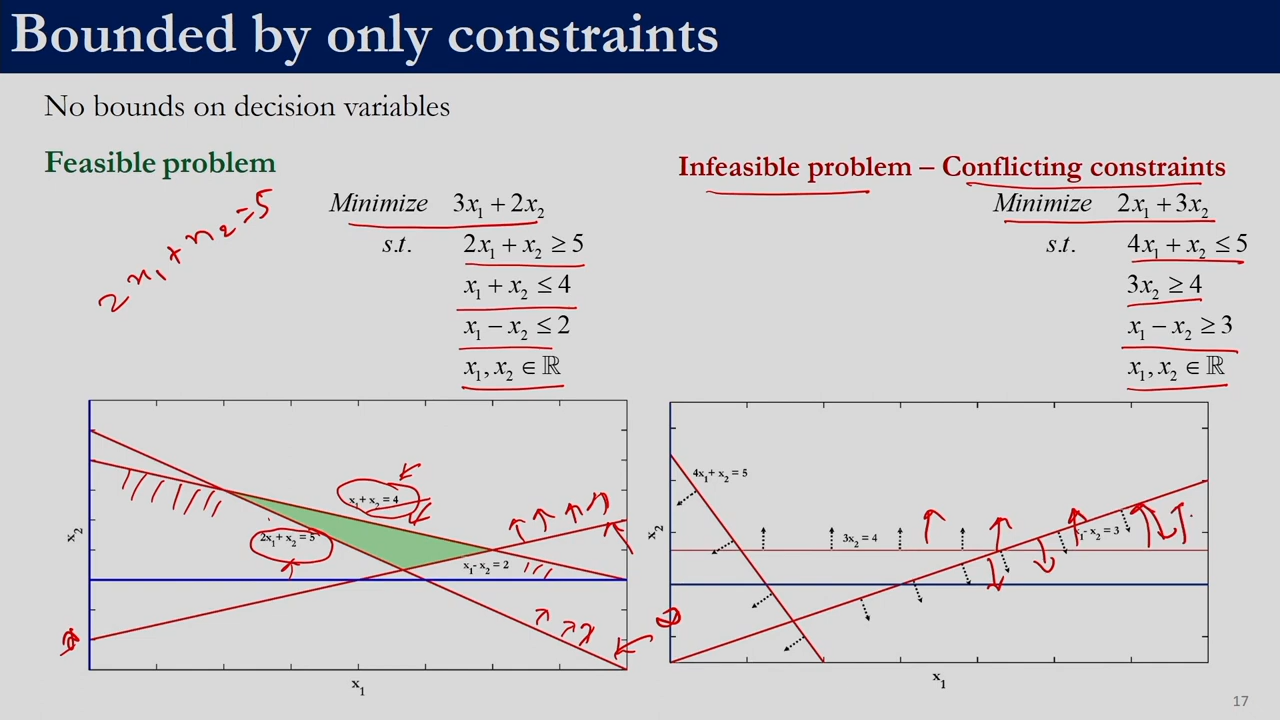 Bounded by only constraints
No bounds on decision variables
Feasible problem
2x₁ + x₂ = 5
Minimize 3x₁ + 2x₂
s.t. 2x₁ + x₂ ≥ 5
x₁ + x₂ ≤ 4
x₁ − x₂ ≤ 2
x₁, x₂ ∈ ℝ
x₂
x₁ + x₂ = 4
2x₁ + x₂ = 5
x₁ - x₂ = 2
x₁
Infeasible problem – Conflicting constraints
Minimize 2x₁ + 3x₂
s.t. 4x₁ + x₂ ≤ 5
3x₂ ≥ 4
x₁ − x₂ ≥ 3
x₁, x₂ ∈ ℝ
x₂
4x₁ + x₂ = 5
3x₂ = 4
x₁ - x₂ = 3
x₁
17